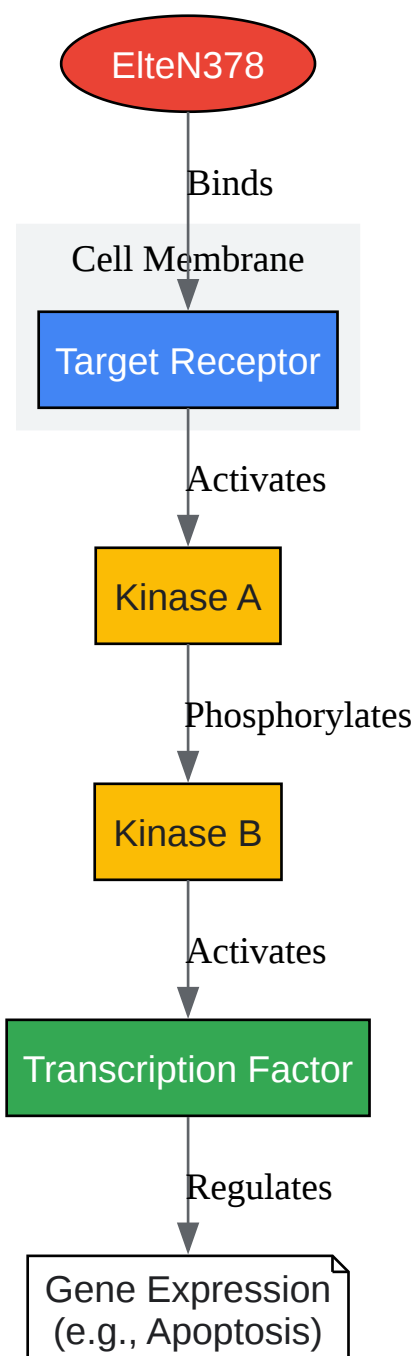 ElteN378
Binds
Cell Membrane
Target Receptor
Activates
Kinase A
Phosphorylates
Kinase B
Activates
Transcription Factor
Regulates
Gene Expression
(e.g., Apoptosis)